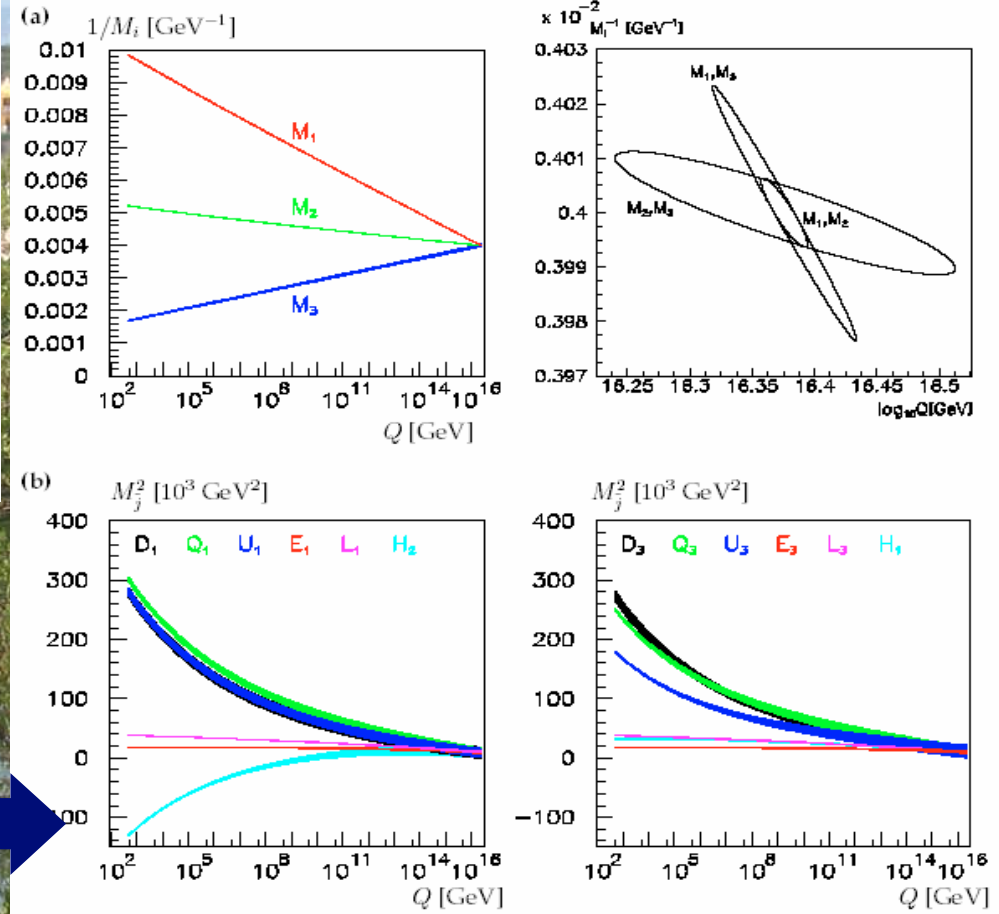 (a)
1/M_i [GeV⁻¹]
0.01
0.009
0.008
0.007
0.006
0.005
0.004
0.003
0.002
0.001
0
M₁
M₂
M₃
10² 10⁵ 10⁸ 10¹¹ 10¹⁴ 10¹⁶
Q [GeV]
x 10⁻²
M_i⁻¹ [GeV⁻¹]
0.403
0.402
0.401
0.4
0.399
0.398
0.397
M₁,M₃
M₂,M₃
M₁,M₂
16.25 16.3 16.35 16.4 16.45 16.5
log₁₀Q[GeV]
(b)
M²_j̃ [10³ GeV²]
400
300
200
100
0
D₁ Q₁ U₁ E₁ L₁ H₂
10² 10⁵ 10⁸ 10¹¹ 10¹⁴ 10¹⁶
Q [GeV]
M²_j̃ [10³ GeV²]
400
300
200
100
0
−100
D₃ Q₃ U₃ E₃ L₃ H₁
10² 10⁵ 10⁸ 10¹¹ 10¹⁴ 10¹⁶
Q [GeV]